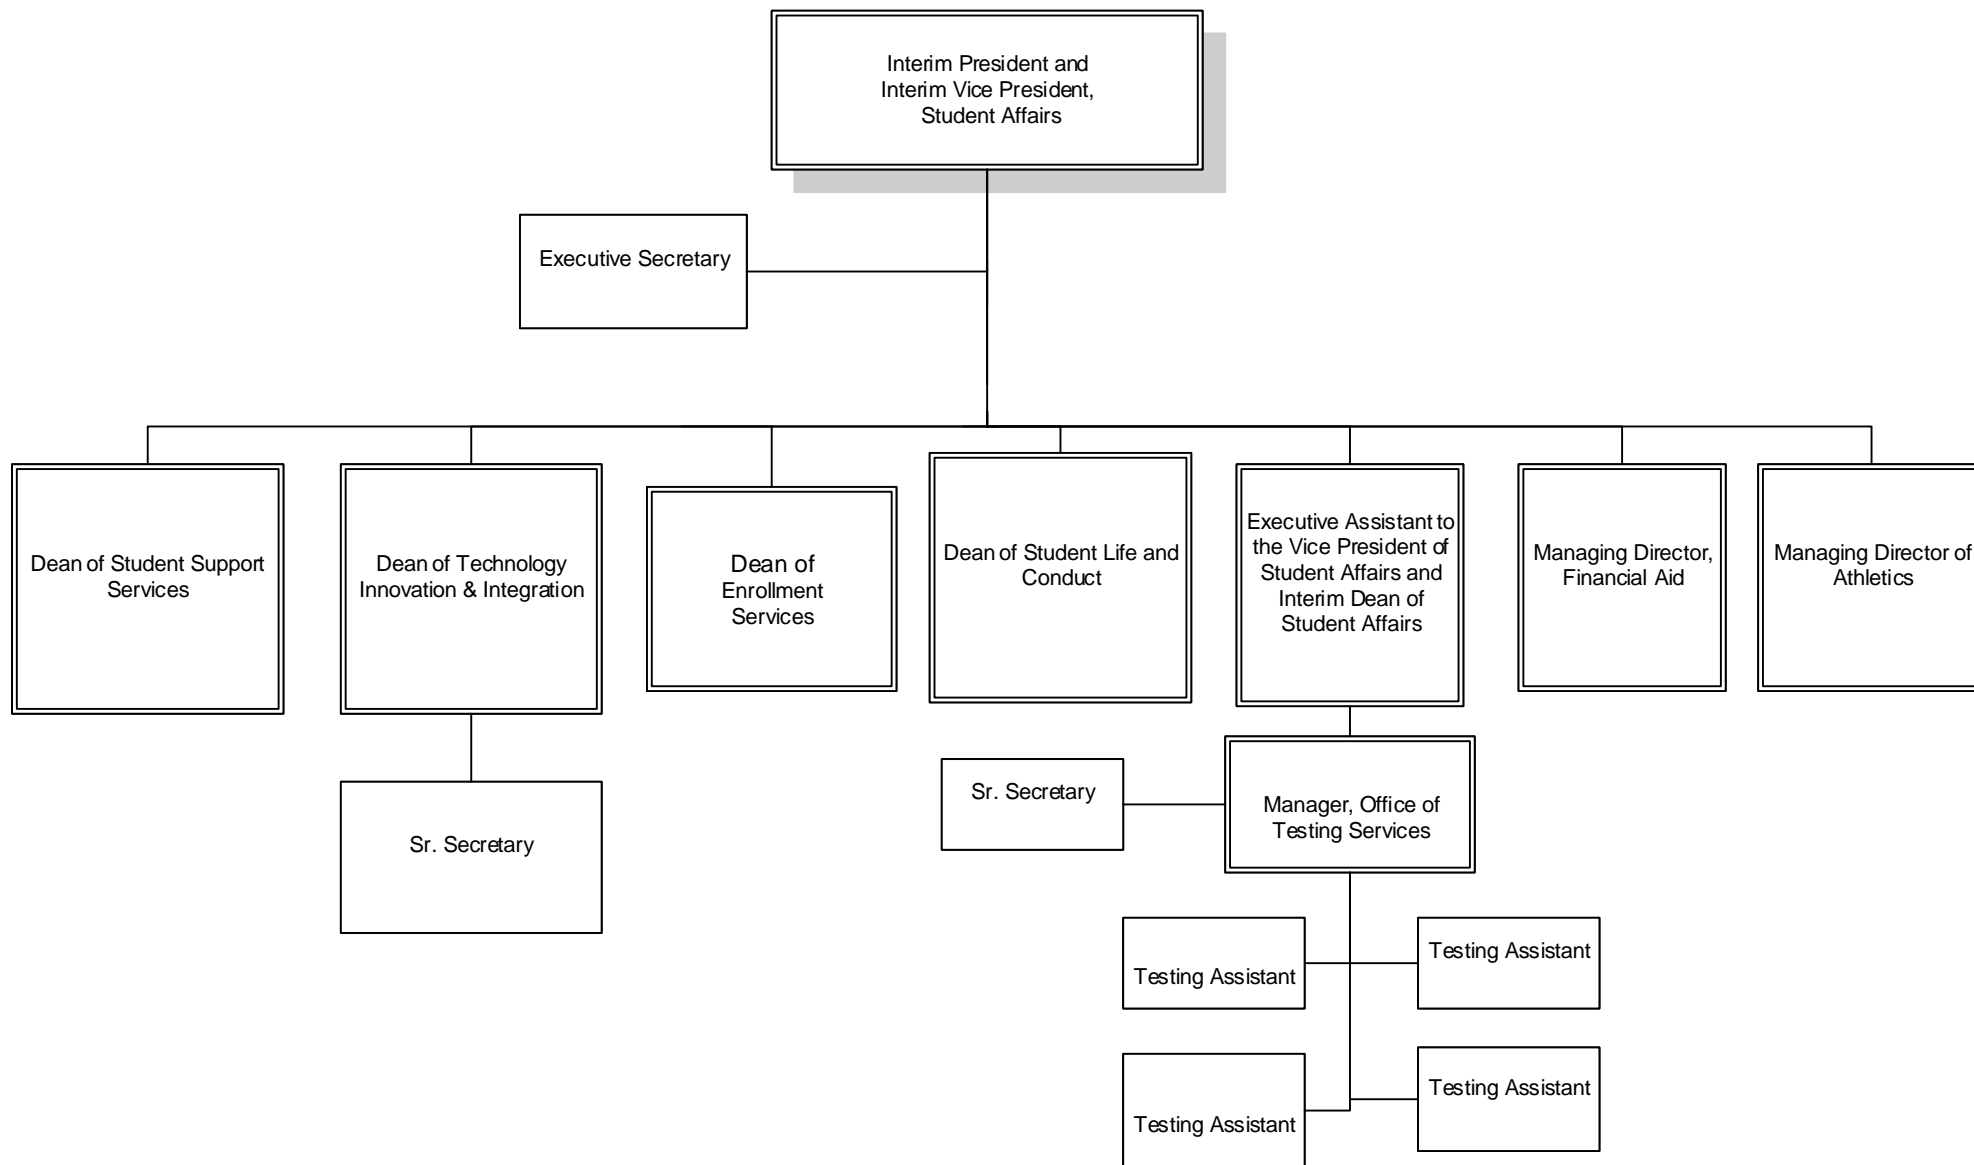 Interim President and
Interim Vice President,
Student Affairs
Executive Secretary
Dean of Student Support
Services
Dean of Technology
Innovation & Integration
Dean of
Enrollment
Services
Dean of Student Life and
Conduct
Executive Assistant to
the Vice President of
Student Affairs and
Interim Dean of
Student Affairs
Managing Director,
Financial Aid
Managing Director of
Athletics
Sr. Secretary
Sr. Secretary
Manager, Office of
Testing Services
Testing Assistant
Testing Assistant
Testing Assistant
Testing Assistant